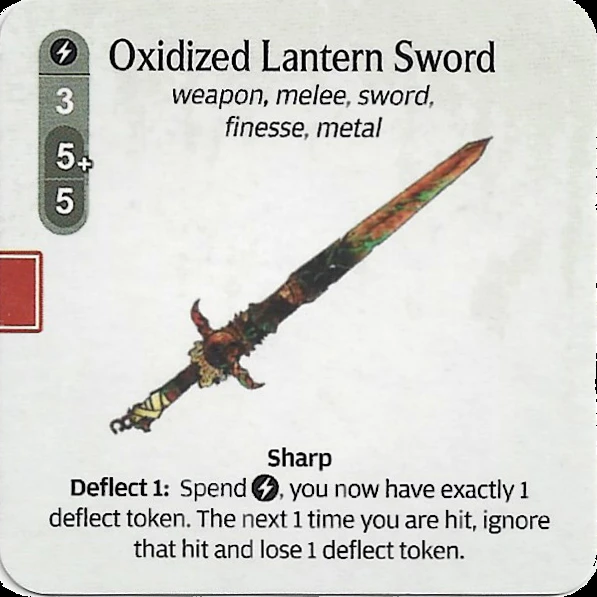 Oxidized Lantern Sword
weapon, melee, sword,
finesse, metal
3
5+
5
Sharp
Deflect 1: Spend , you now have exactly 1
deflect token. The next 1 time you are hit, ignore
that hit and lose 1 deflect token.